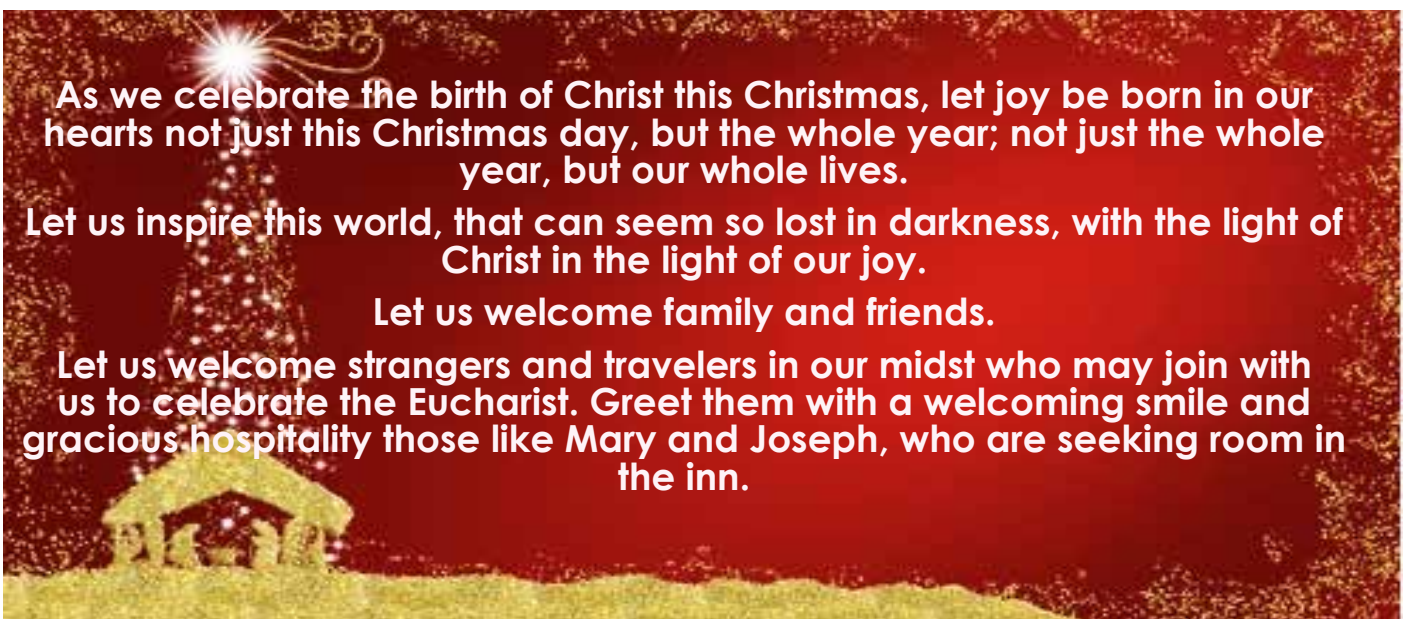 As we celebrate the birth of Christ this Christmas, let joy be born in our
hearts not just this Christmas day, but the whole year; not just the whole
year, but our whole lives.
Let us inspire this world, that can seem so lost in darkness, with the light of
Christ in the light of our joy.
Let us welcome family and friends.
Let us welcome strangers and travelers in our midst who may join with
us to celebrate the Eucharist. Greet them with a welcoming smile and
gracious hospitality those like Mary and Joseph, who are seeking room in
the inn.